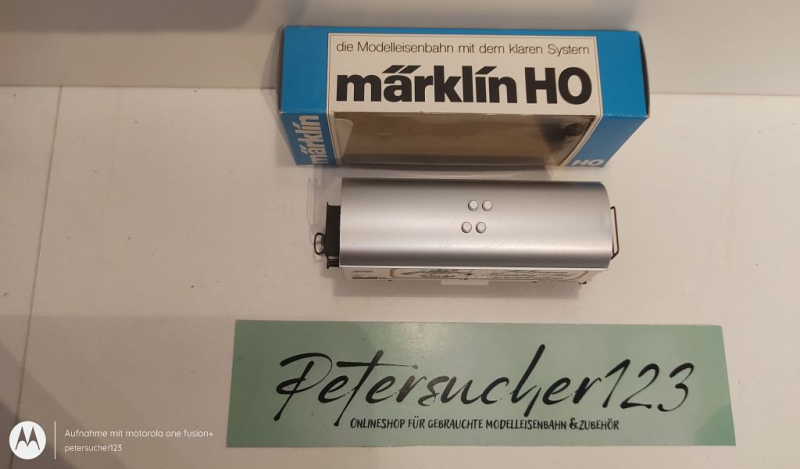 die Modelleisenbahn mit dem klaren System
märklin HO
märklin
HO
Petersucher123
ONLINESHOP FÜR GEBRAUCHTE MODELLEISENBAHN & ZUBEHÖR
Aufnahme mit motorola one fusion+
petersucher123